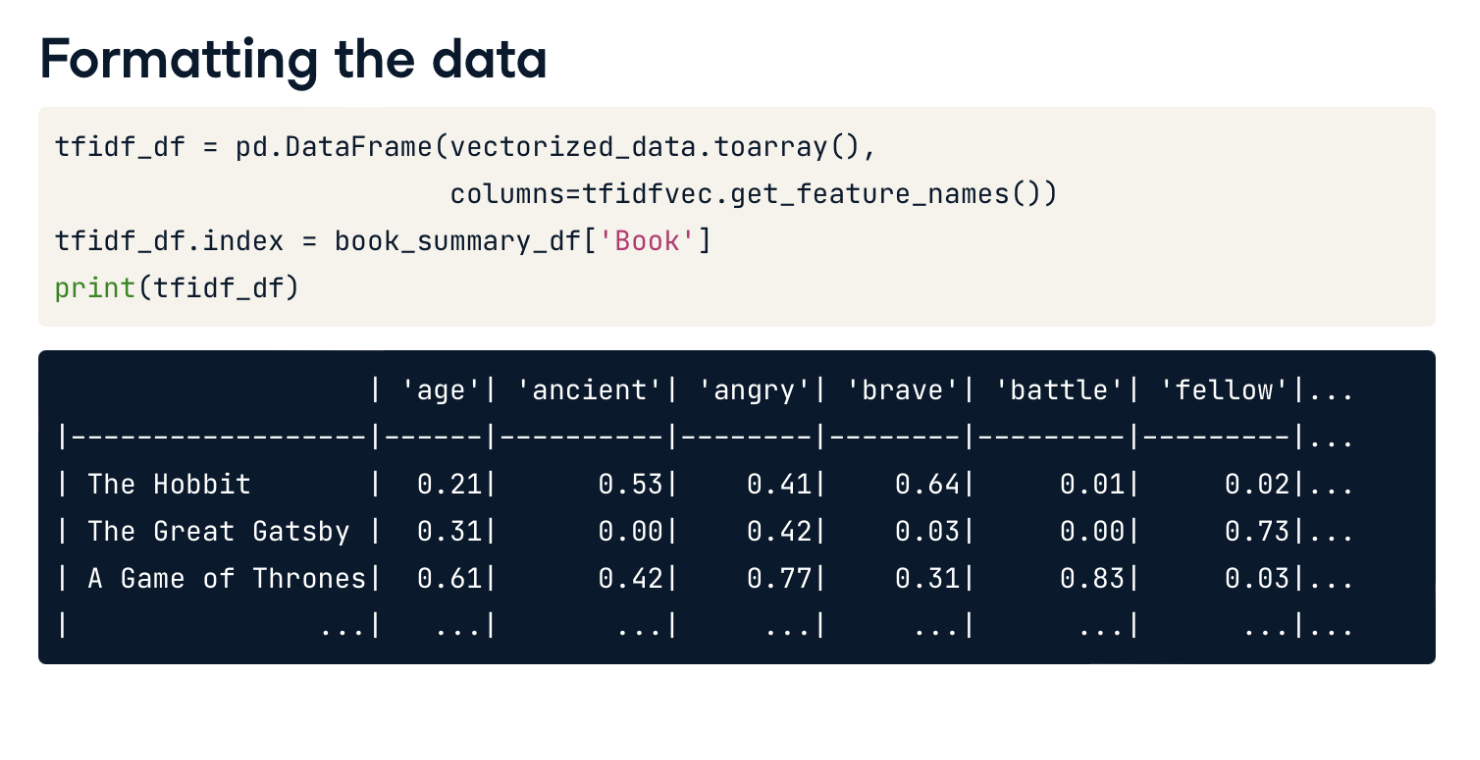 Formatting the data
tfidf_df = pd.DataFrame(vectorized_data.toarray(),
                        columns=tfidfvec.get_feature_names())
tfidf_df.index = book_summary_df['Book']
print(tfidf_df)
                   | 'age'| 'ancient'| 'angry'| 'brave'| 'battle'| 'fellow'|...
|------------------|------|----------|--------|--------|---------|---------|...
| The Hobbit       |  0.21|      0.53|    0.41|    0.64|     0.01|     0.02|...
| The Great Gatsby |  0.31|      0.00|    0.42|    0.03|     0.00|     0.73|...
| A Game of Thrones|  0.61|      0.42|    0.77|    0.31|     0.83|     0.03|...
|               ...|   ...|       ...|     ...|     ...|      ...|      ...|...